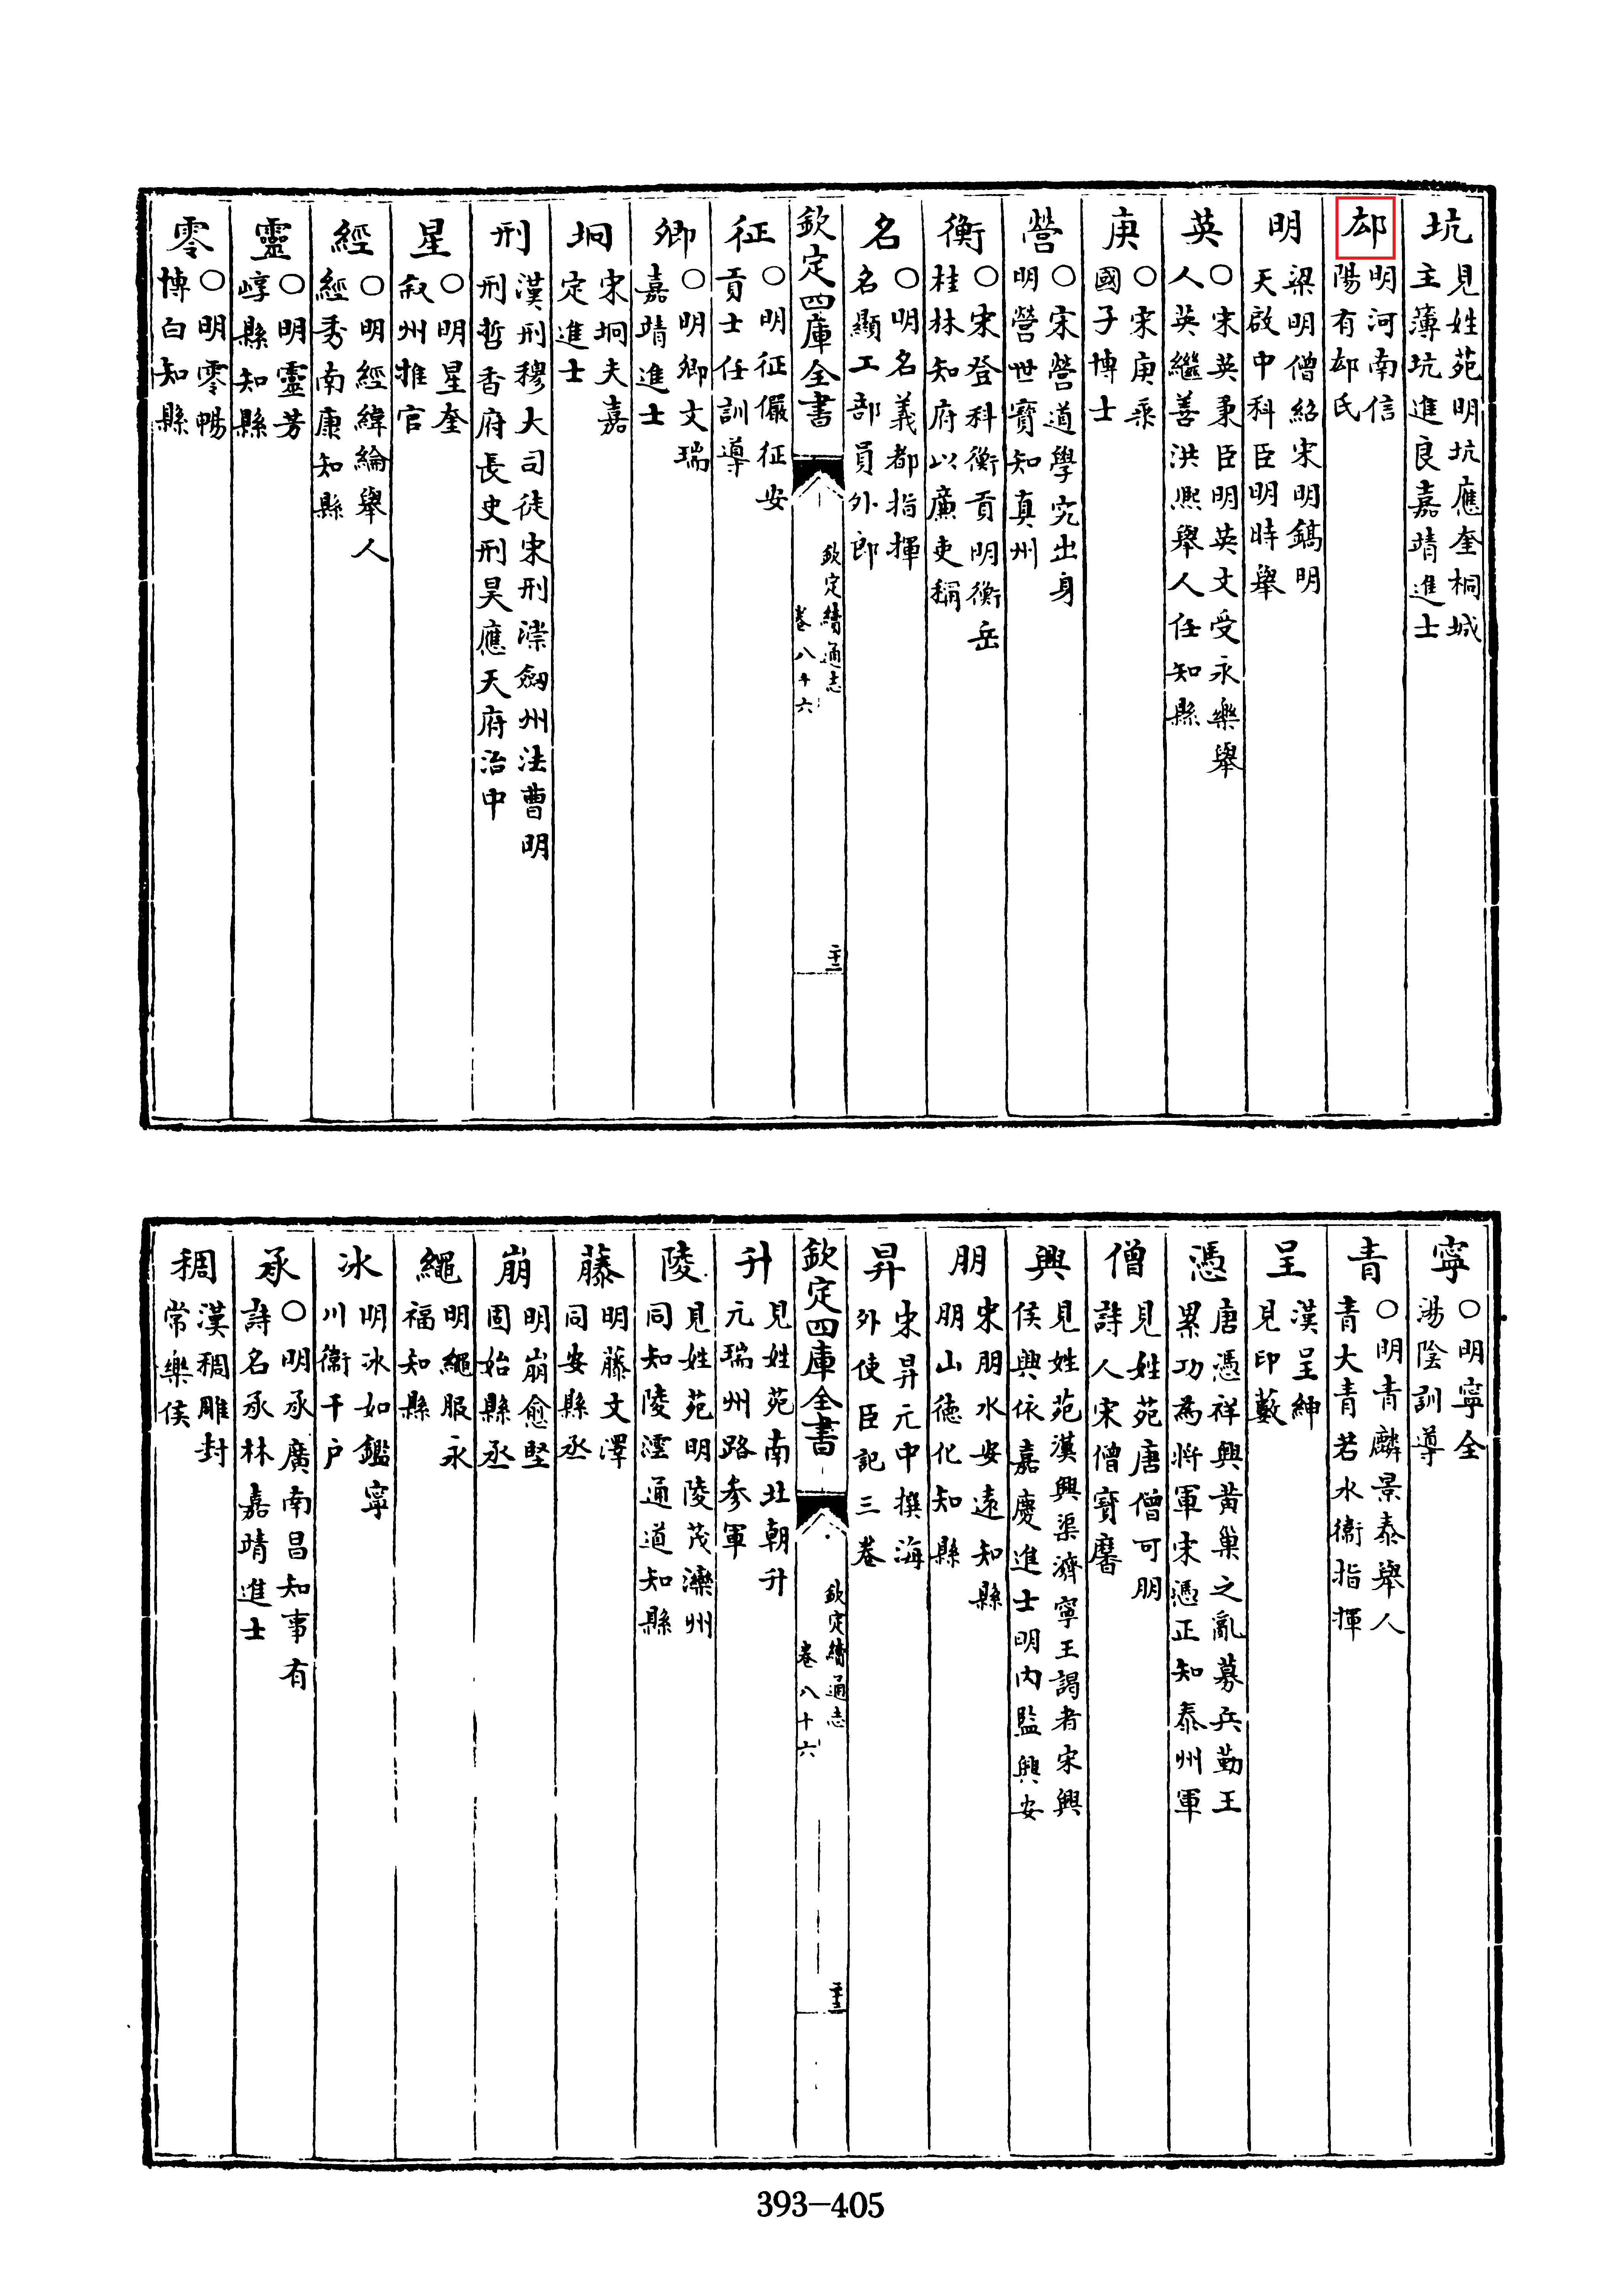 坑見姓苑明坑應奎桐城
主薄坑進良嘉靖進士
明河南信
陽有 氏
明梁明僧紹宋明鎬明
天啟中科臣明時舉
英○宋英秉臣明英文受永樂舉
人英繼善洪熙舉人任知縣
庚○宋庚乘
國子博士
營○宋營道學究出身
明營世寳知真州
衡○宋登科衡貢明衡岳
桂林知府以廉吏稱
名○明名義都指揮
名顯工部員外郎
欽定四庫全書
欽定續通志
卷八十六
二十二
征○明征儼征安
貢士任訓導
卿○明卿文瑞
嘉靖進士
坰宋坰夫嘉
定進士
刑漢刑穆大司徒宋刑淙劔州法曹明
刑哲香府長史刑昊應天府治中
星○明星奎
叙州推官
經○明經緯綸舉人
經秀南康知縣
靈○明靈芳
崞縣知縣
零○明零暢
博白知縣
寧○明寧全
湯陰訓導
青○明青麟景泰舉人
青大青若水衞指揮
呈漢呈紳
見印藪
憑唐憑祥興黃巢之亂募兵勤王
累功為將軍宋憑正知泰州軍
僧見姓苑唐僧可朋
詩人宋僧寳麐
興見姓苑漢興渠濟寧王謁者宋興
侯興依嘉慶進士明内監興安
朋宋朋水安遠知縣
朋山德化知縣
昇宋昇元中撰海
外使臣記三巻
欽定四庫全書
欽定續通志
卷八十六
二十三
升見姓苑南北朝升
元瑞州路参軍
陵見姓苑明陵茂灤州
同知陵澐通道知縣
藤明藤文澤
同安縣丞
崩明崩愈堅
固始縣丞
繩明繩服永
福知縣
冰明冰如鑑寧
川衞千户
承○明承廣南昌知事有
詩名承林嘉靖進士
稠漢稠雕封
常樂侯
393-405